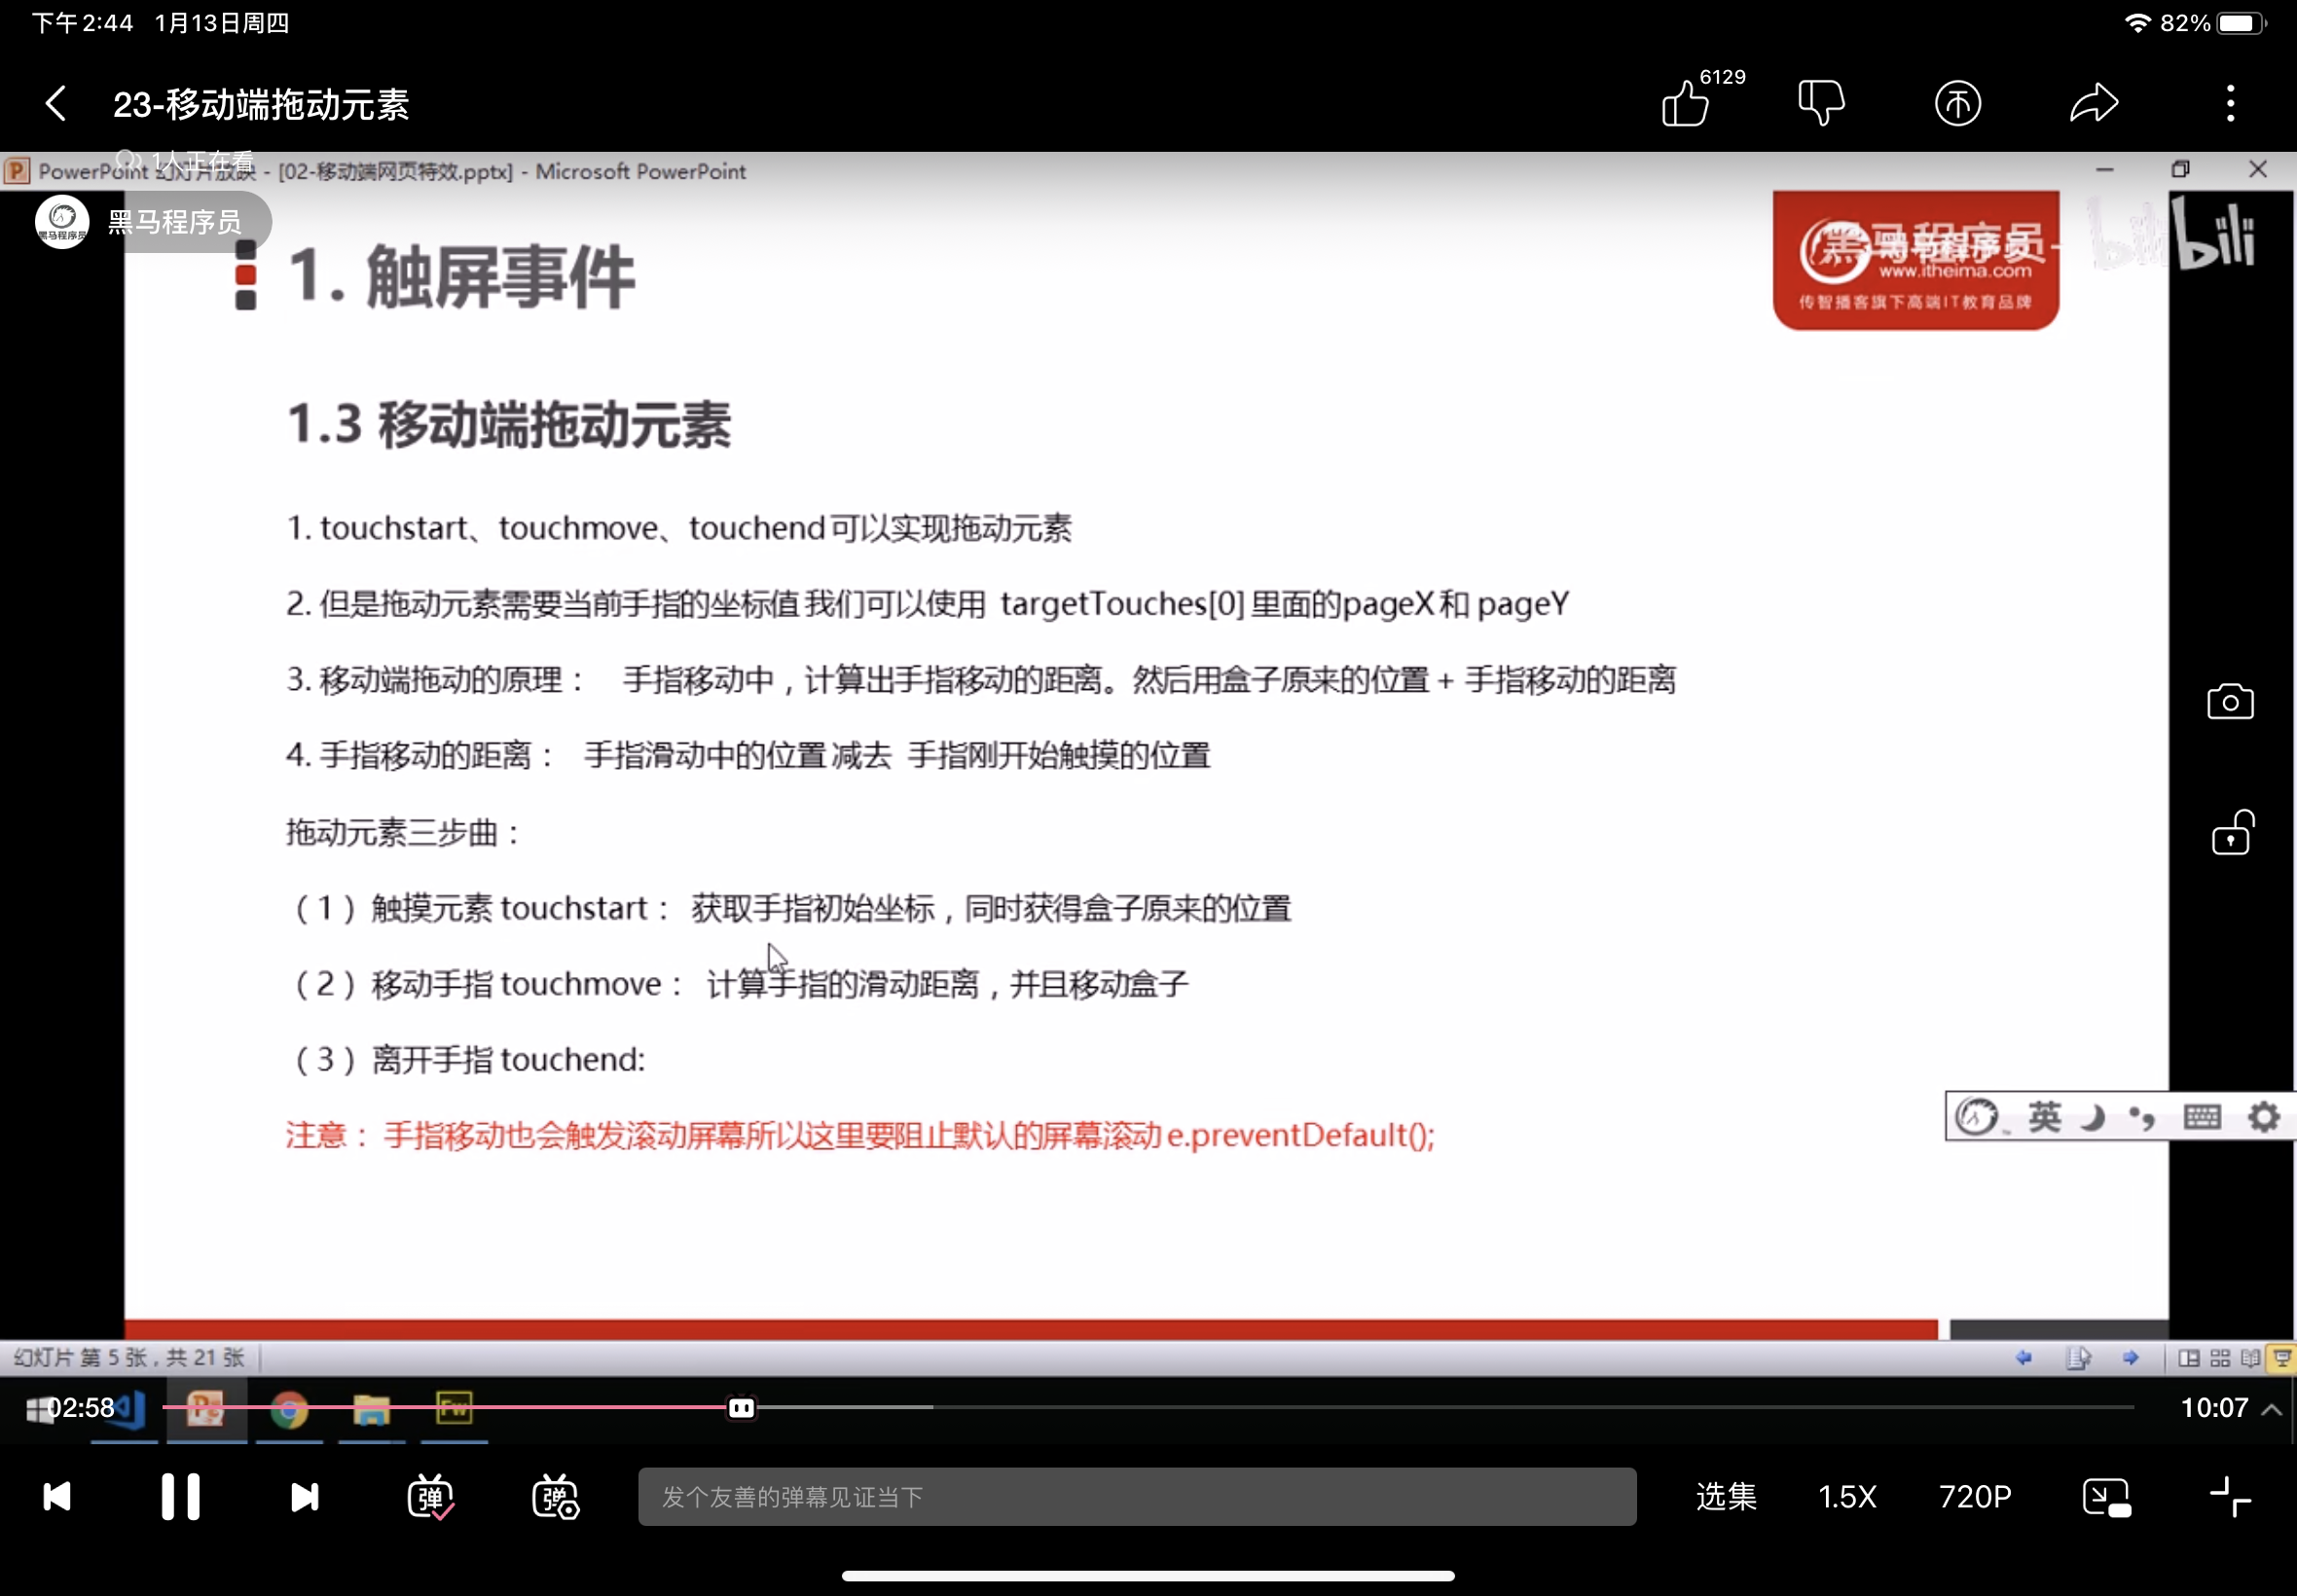 下午2:44 1月13日周四
82%
23-移动端拖动元素
6129
1人正在看
PowerPoint 幻灯片放映 - [02-移动端网页特效.pptx] - Microsoft PowerPoint
黑马程序员
黑马程序员
bili
1. 触屏事件
黑马程序员
www.itheima.com
传智播客旗下高端IT教育品牌
1.3 移动端拖动元素
1. touchstart、touchmove、touchend可以实现拖动元素
2. 但是拖动元素需要当前手指的坐标值 我们可以使用 targetTouches[0] 里面的pageX 和 pageY
3. 移动端拖动的原理： 手指移动中，计算出手指移动的距离。然后用盒子原来的位置 + 手指移动的距离
4. 手指移动的距离： 手指滑动中的位置 减去 手指刚开始触摸的位置
拖动元素三步曲：
（1）触摸元素 touchstart： 获取手指初始坐标，同时获得盒子原来的位置
（2）移动手指 touchmove： 计算手指的滑动距离，并且移动盒子
（3）离开手指 touchend:
注意： 手指移动也会触发滚动屏幕所以这里要阻止默认的屏幕滚动 e.preventDefault();
英
幻灯片 第 5 张，共 21 张
02:58
Fw
10:07
弹
弹
发个友善的弹幕见证当下
选集
1.5X
720P